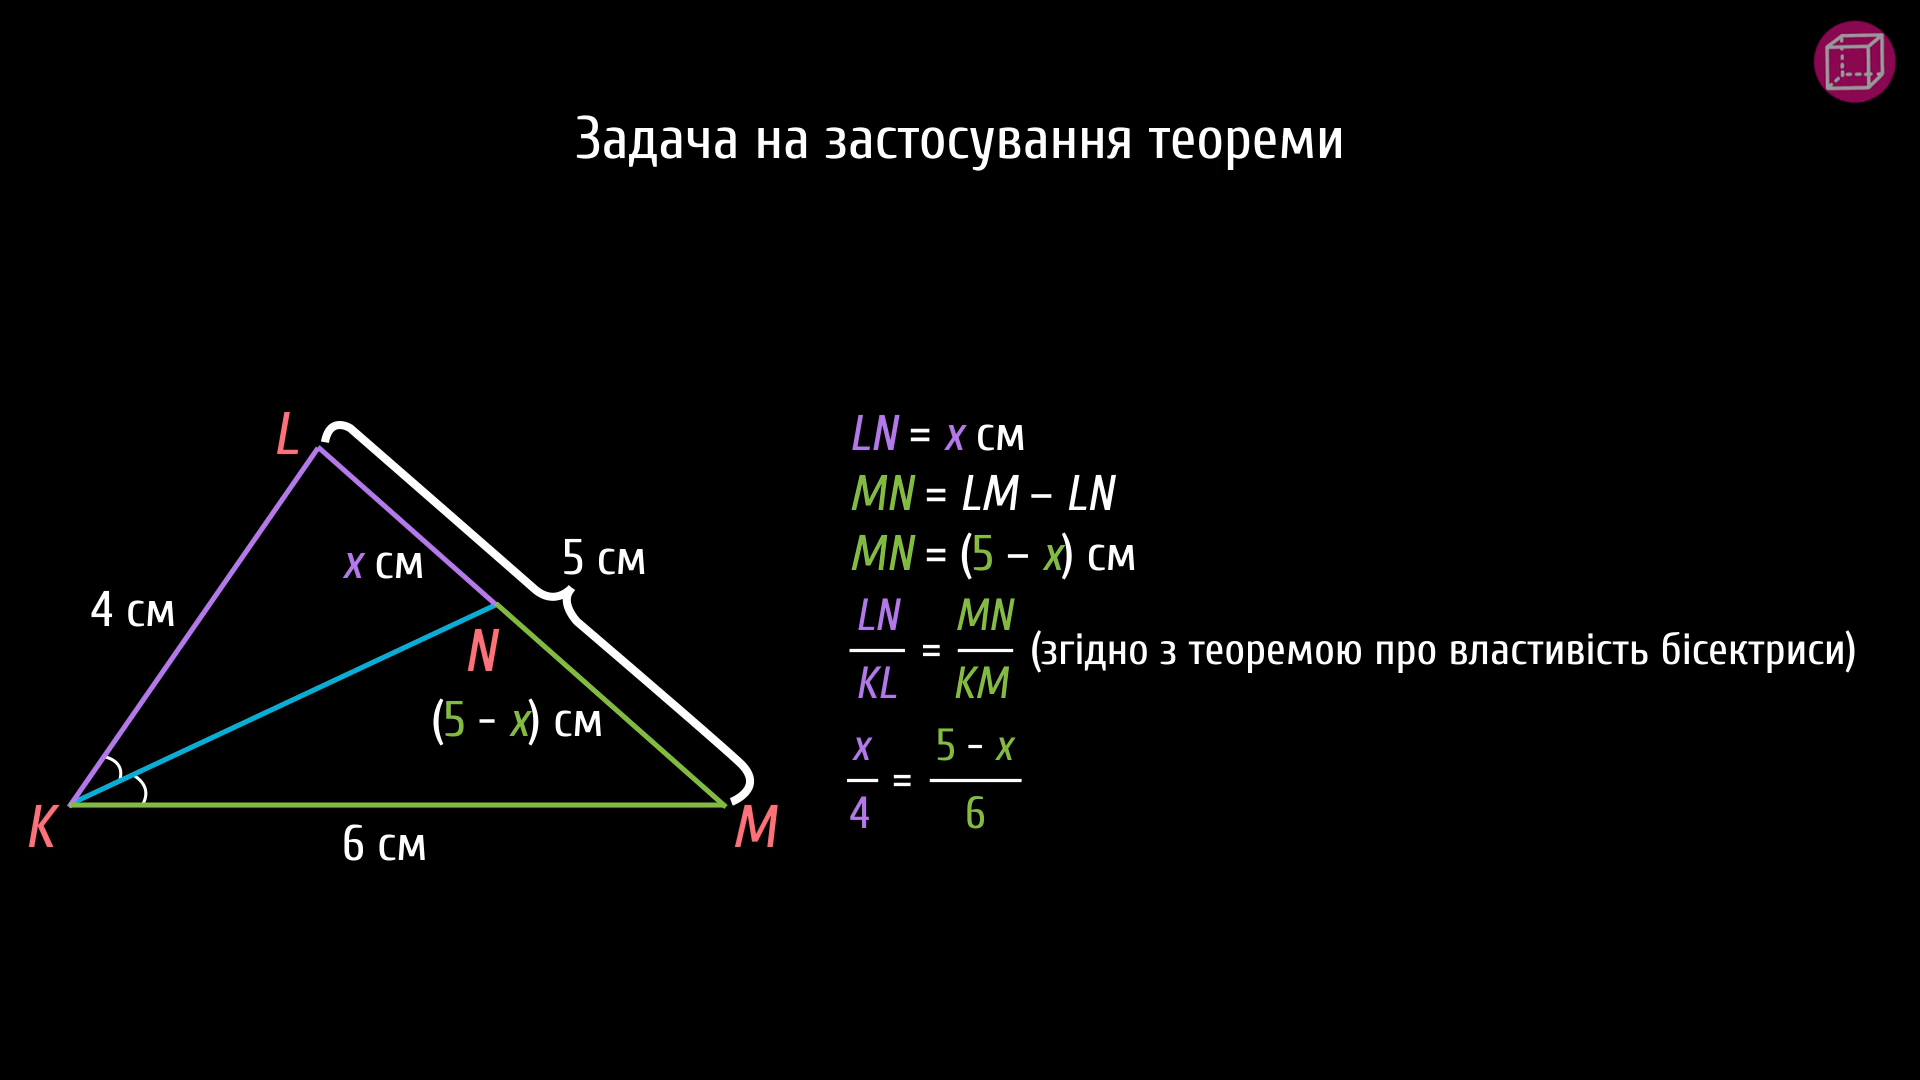 Задача на застосування теореми
L
x см
5 см
4 см
N
(5 - x) см
K
M
6 см
LN = x см
MN = LM – LN
MN = (5 – x) см
LN/KL = MN/KM (згідно з теоремою про властивість бісектриси)
x/4 = 5 - x/6